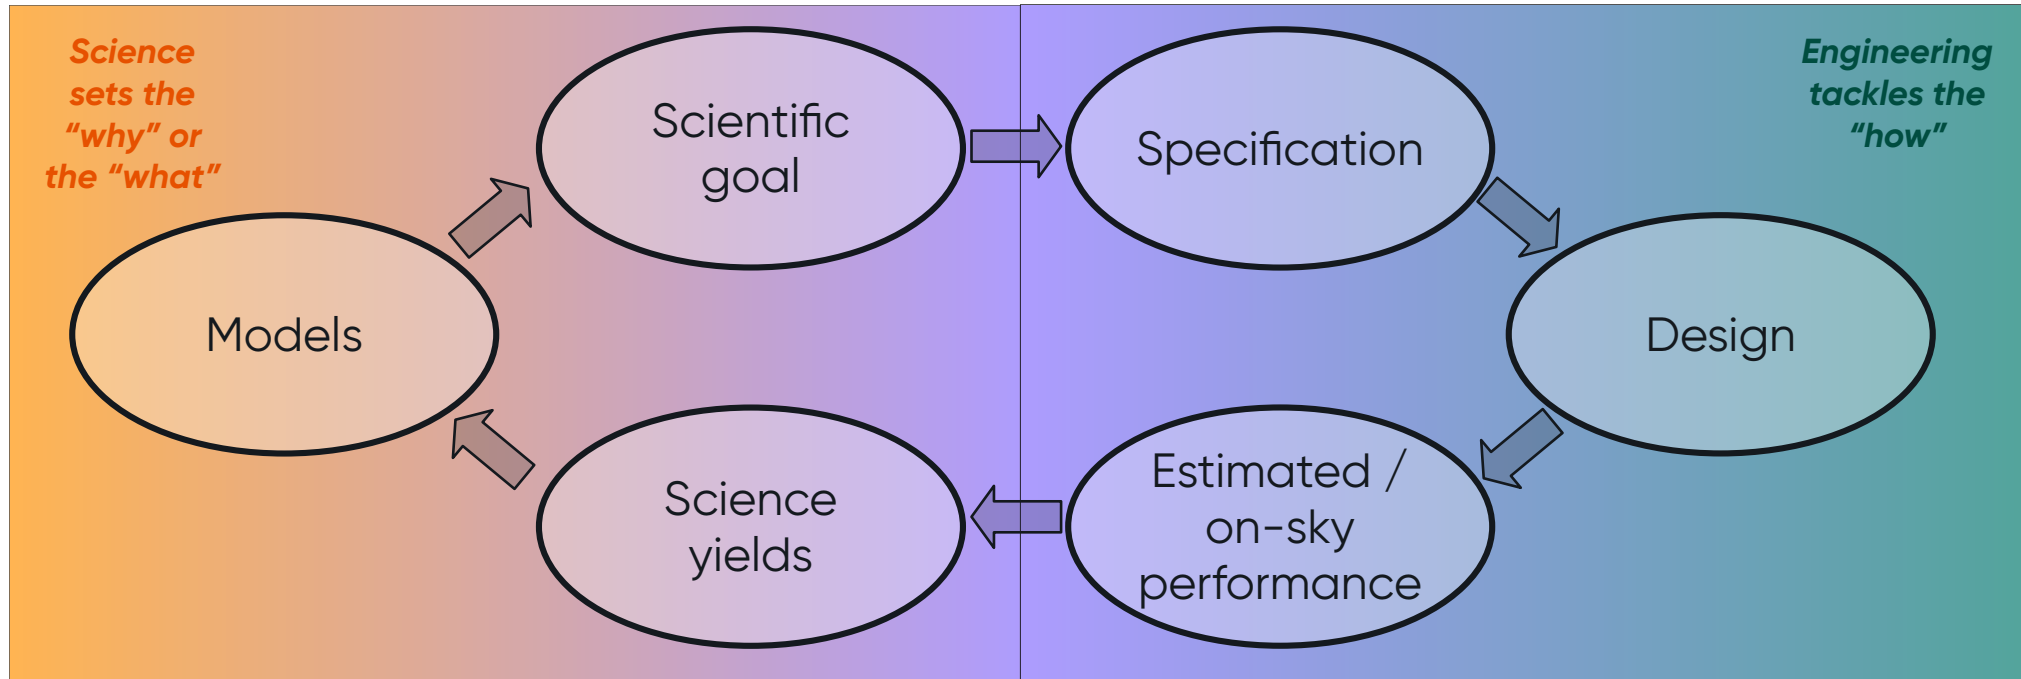 Science
sets the
“why” or
the “what”
Scientific
goal
Specification
Engineering
tackles the
“how”
Models
Design
Science
yields
Estimated /
on-sky
performance